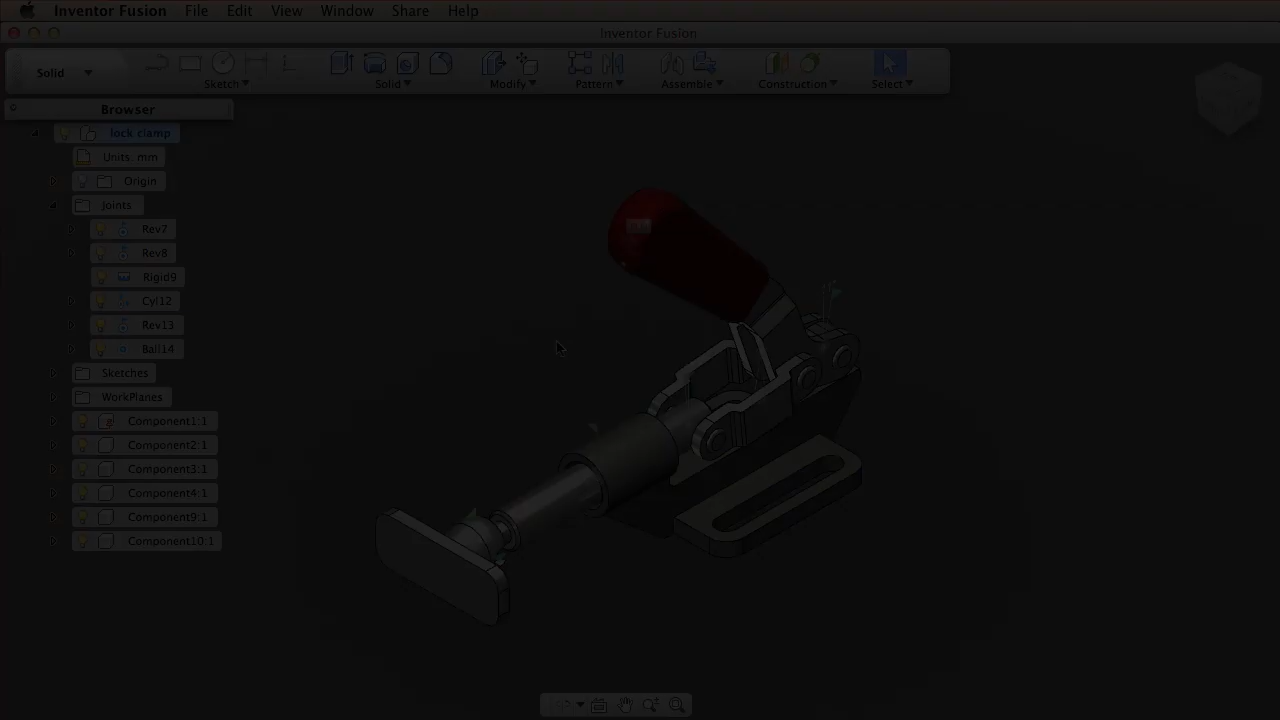 Inventor Fusion File Edit View Window Share Help
Inventor Fusion
Solid
Sketch Solid Modify Pattern Assemble Construction Select
Browser
lock clamp
Units: mm
Origin
Joints
Rev7
Rev8
Rigid9
Cyl12
Rev13
Ball14
Sketches
WorkPlanes
Component1:1
Component2:1
Component3:1
Component4:1
Component9:1
Component10:1